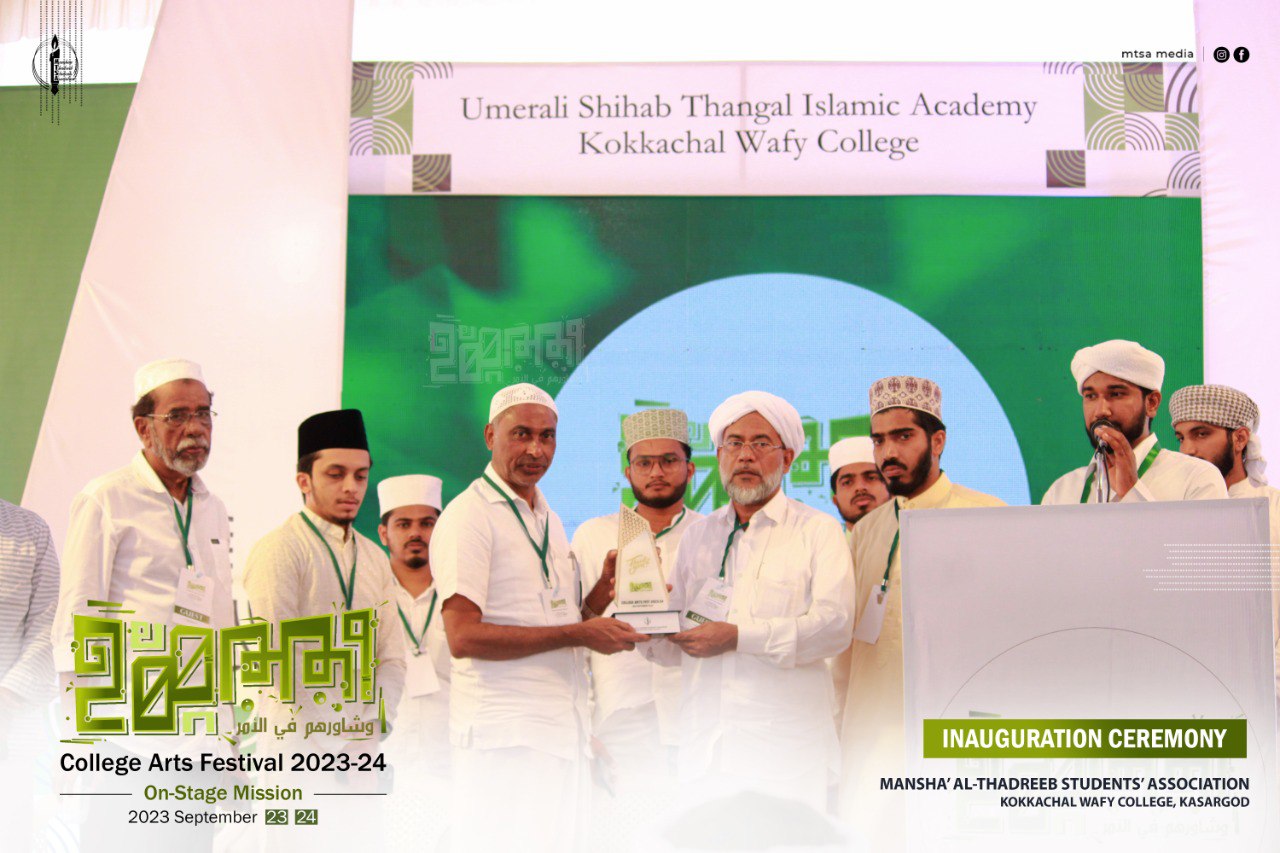 mtsa media
Umerali Shihab Thangal Islamic Academy
Kokkachal Wafy College
وشاورهم في الأمر
College Arts Festival 2023-24
On-Stage Mission
2023 September 23 24
INAUGURATION CEREMONY
MANSHA’ AL-THADREEB STUDENTS’ ASSOCIATION
KOKKACHAL WAFY COLLEGE, KASARGOD